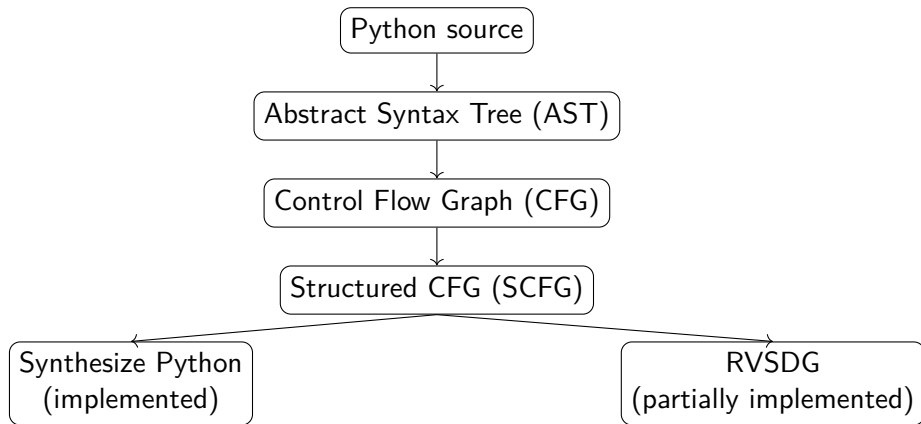 Python source
Abstract Syntax Tree (AST)
Control Flow Graph (CFG)
Structured CFG (SCFG)
Synthesize Python
(implemented)
RVSDG
(partially implemented)